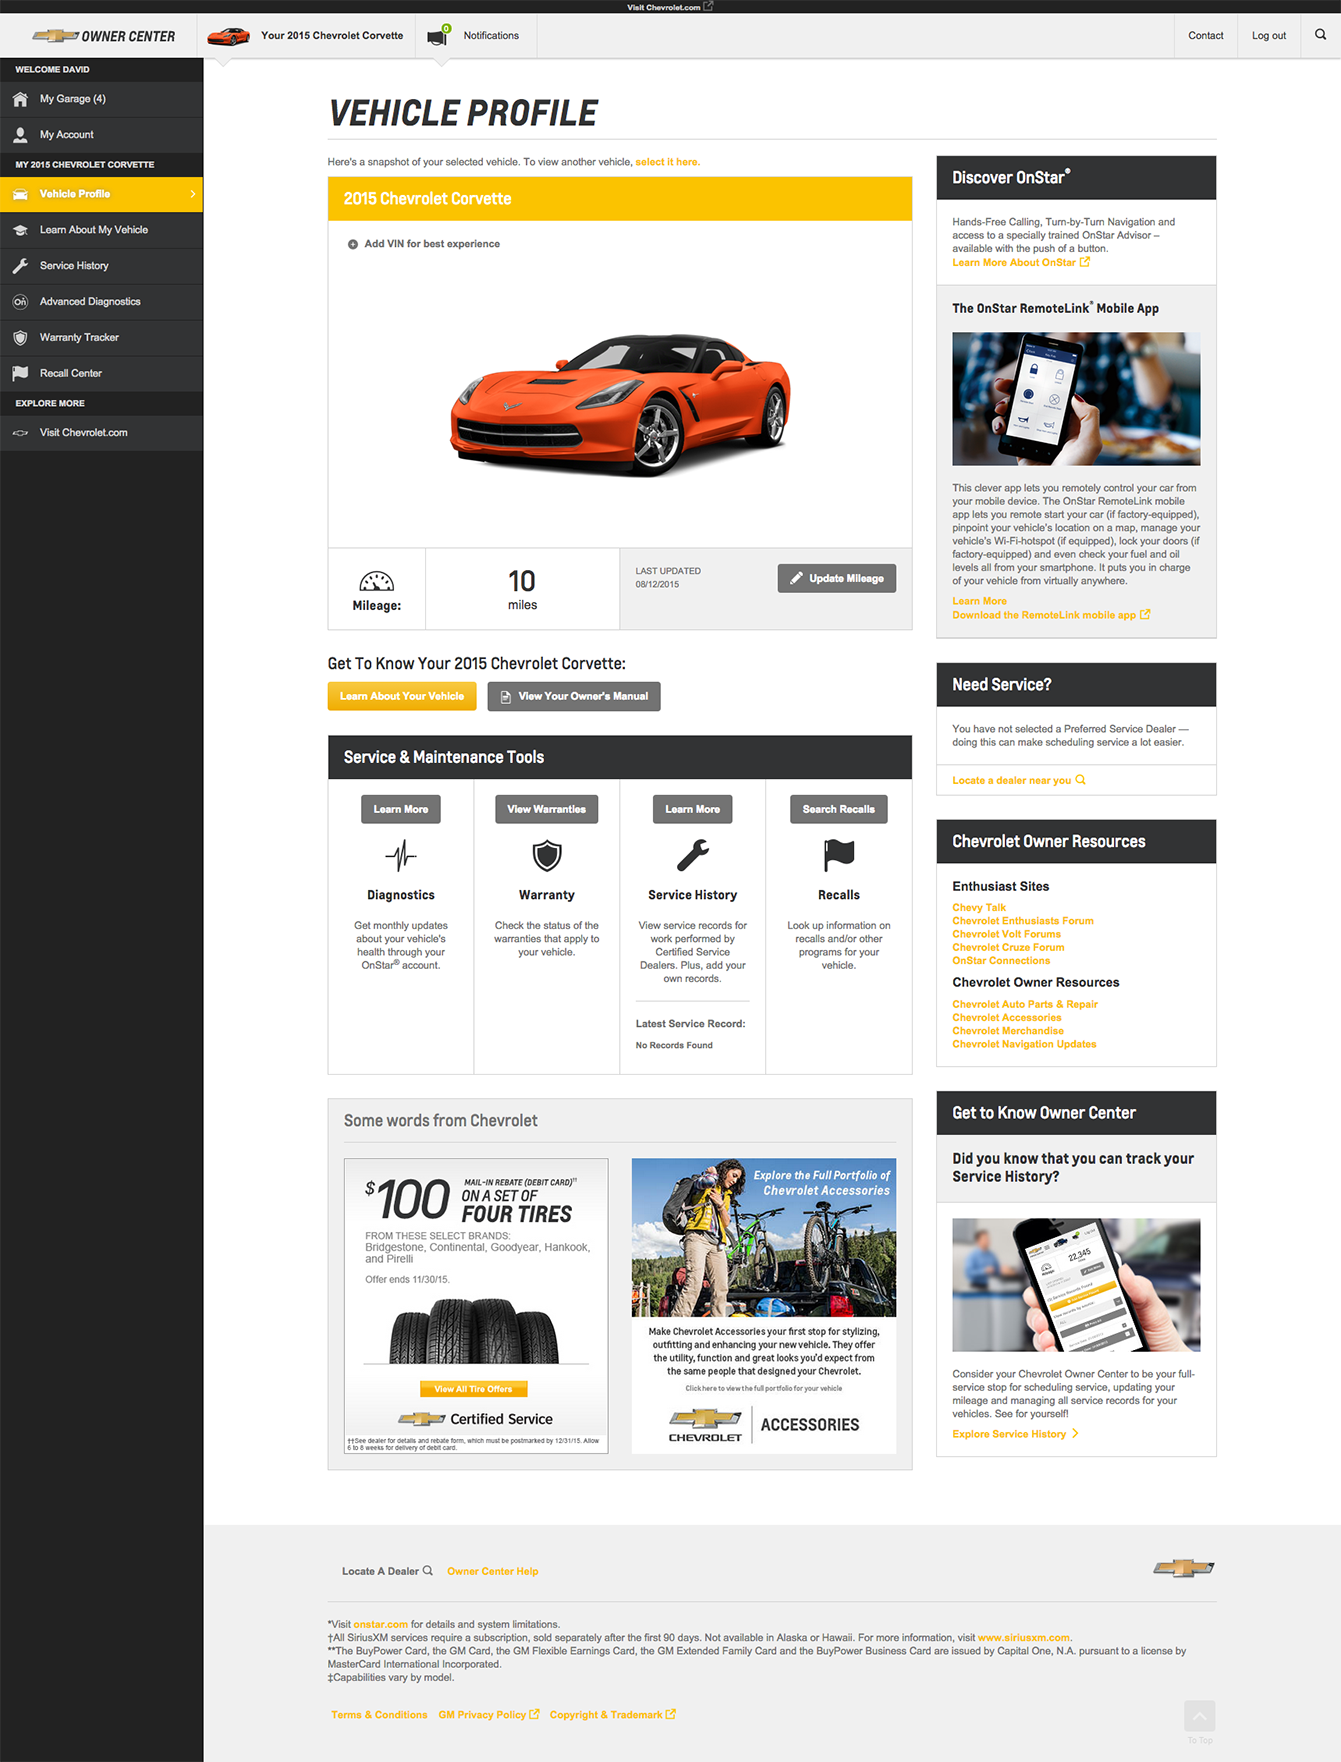 Visit Chevrolet.com
OWNER CENTER
Your 2015 Chevrolet Corvette
0
Notifications
Contact
Log out
WELCOME DAVID
My Garage (4)
My Account
MY 2015 CHEVROLET CORVETTE
Vehicle Profile
Learn About My Vehicle
Service History
Advanced Diagnostics
Warranty Tracker
Recall Center
EXPLORE MORE
Visit Chevrolet.com
VEHICLE PROFILE
Here's a snapshot of your selected vehicle. To view another vehicle, select it here.
2015 Chevrolet Corvette
Add VIN for best experience
Mileage:
10
miles
LAST UPDATED
08/12/2015
Update Mileage
Get To Know Your 2015 Chevrolet Corvette:
Learn About Your Vehicle
View Your Owner's Manual
Service & Maintenance Tools
Learn More
Diagnostics
Get monthly updates
about your vehicle's
health through your
OnStar® account.
View Warranties
Warranty
Check the status of the
warranties that apply to
your vehicle.
Learn More
Service History
View service records for
work performed by
Certified Service
Dealers. Plus, add your
own records.
Latest Service Record:
No Records Found
Search Recalls
Recalls
Look up information on
recalls and/or other
programs for your
vehicle.
Some words from Chevrolet
$100
MAIL-IN REBATE (DEBIT CARD)††
ON A SET OF
FOUR TIRES
FROM THESE SELECT BRANDS:
Bridgestone, Continental, Goodyear, Hankook,
and Pirelli
Offer ends 11/30/15.
View All Tire Offers
Certified Service
††See dealer for details and rebate form, which must be postmarked by 12/31/15. Allow
6 to 8 weeks for delivery of debit card.
Explore the Full Portfolio of
Chevrolet Accessories
Make Chevrolet Accessories your first stop for stylizing,
outfitting and enhancing your new vehicle. They offer
the utility, function and great looks you'd expect from
the same people that designed your Chevrolet.
Click here to view the full portfolio for your vehicle
CHEVROLET
ACCESSORIES
Discover OnStar®
Hands-Free Calling, Turn-by-Turn Navigation and
access to a specially trained OnStar Advisor –
available with the push of a button.
Learn More About OnStar
The OnStar RemoteLink® Mobile App
This clever app lets you remotely control your car from
your mobile device. The OnStar RemoteLink mobile
app lets you remote start your car (if factory-equipped),
pinpoint your vehicle's location on a map, manage your
vehicle's Wi-Fi-hotspot (if equipped), lock your doors (if
factory-equipped) and even check your fuel and oil
levels all from your smartphone. It puts you in charge
of your vehicle from virtually anywhere.
Learn More
Download the RemoteLink mobile app
Need Service?
You have not selected a Preferred Service Dealer —
doing this can make scheduling service a lot easier.
Locate a dealer near you
Chevrolet Owner Resources
Enthusiast Sites
Chevy Talk
Chevrolet Enthusiasts Forum
Chevrolet Volt Forums
Chevrolet Cruze Forum
OnStar Connections
Chevrolet Owner Resources
Chevrolet Auto Parts & Repair
Chevrolet Accessories
Chevrolet Merchandise
Chevrolet Navigation Updates
Get to Know Owner Center
Did you know that you can track your
Service History?
22,345
Consider your Chevrolet Owner Center to be your full-
service stop for scheduling service, updating your
mileage and managing all service records for your
vehicles. See for yourself!
Explore Service History
Locate A Dealer
Owner Center Help
*Visit onstar.com for details and system limitations.
†All SiriusXM services require a subscription, sold separately after the first 90 days. Not available in Alaska or Hawaii. For more information, visit www.siriusxm.com.
**The BuyPower Card, the GM Card, the GM Flexible Earnings Card, the GM Extended Family Card and the BuyPower Business Card are issued by Capital One, N.A. pursuant to a license by
MasterCard International Incorporated.
‡Capabilities vary by model.
Terms & Conditions
GM Privacy Policy
Copyright & Trademark
To Top